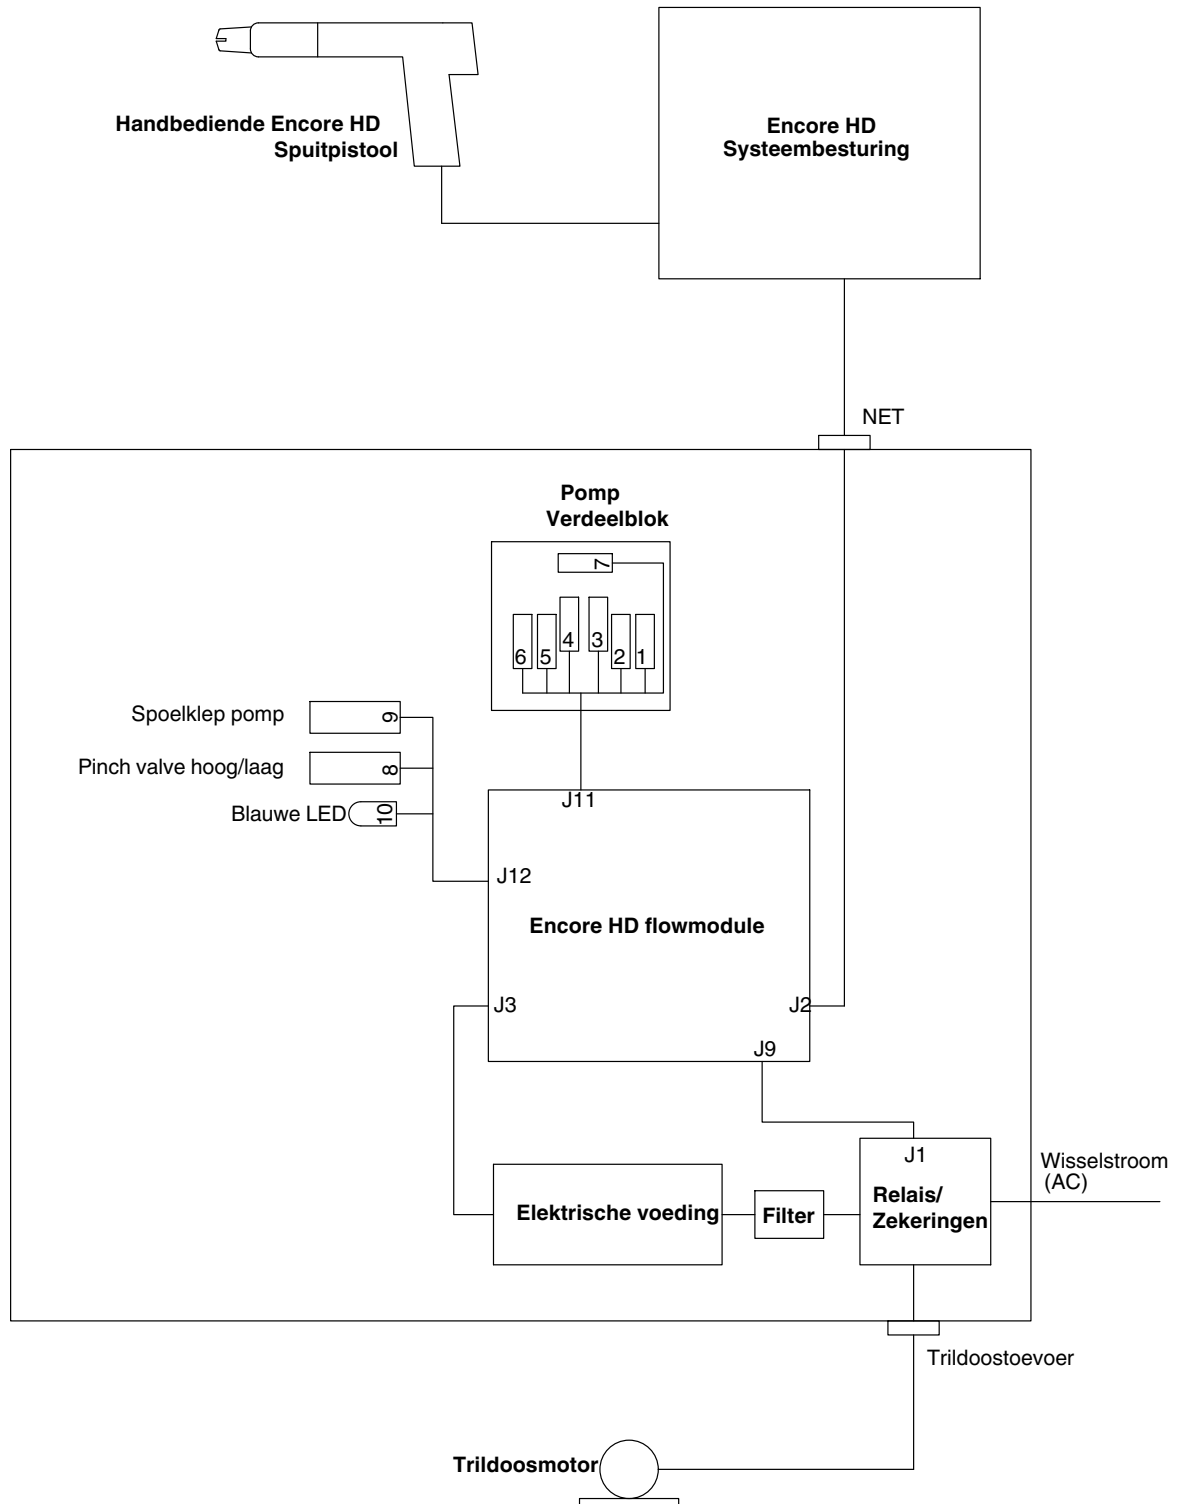 Handbediende Encore HD
Spuitpistool
Encore HD
Systeembesturing
NET
Pomp
Verdeelblok
7
6
5
4
3
2
1
Spoelklep pomp
9
Pinch valve hoog/laag
8
Blauwe LED
10
J11
J12
Encore HD flowmodule
J3
J2
J9
J1
Relais/
Zekeringen
Wisselstroom
(AC)
Elektrische voeding
Filter
Trildoostoevoer
Trildoosmotor